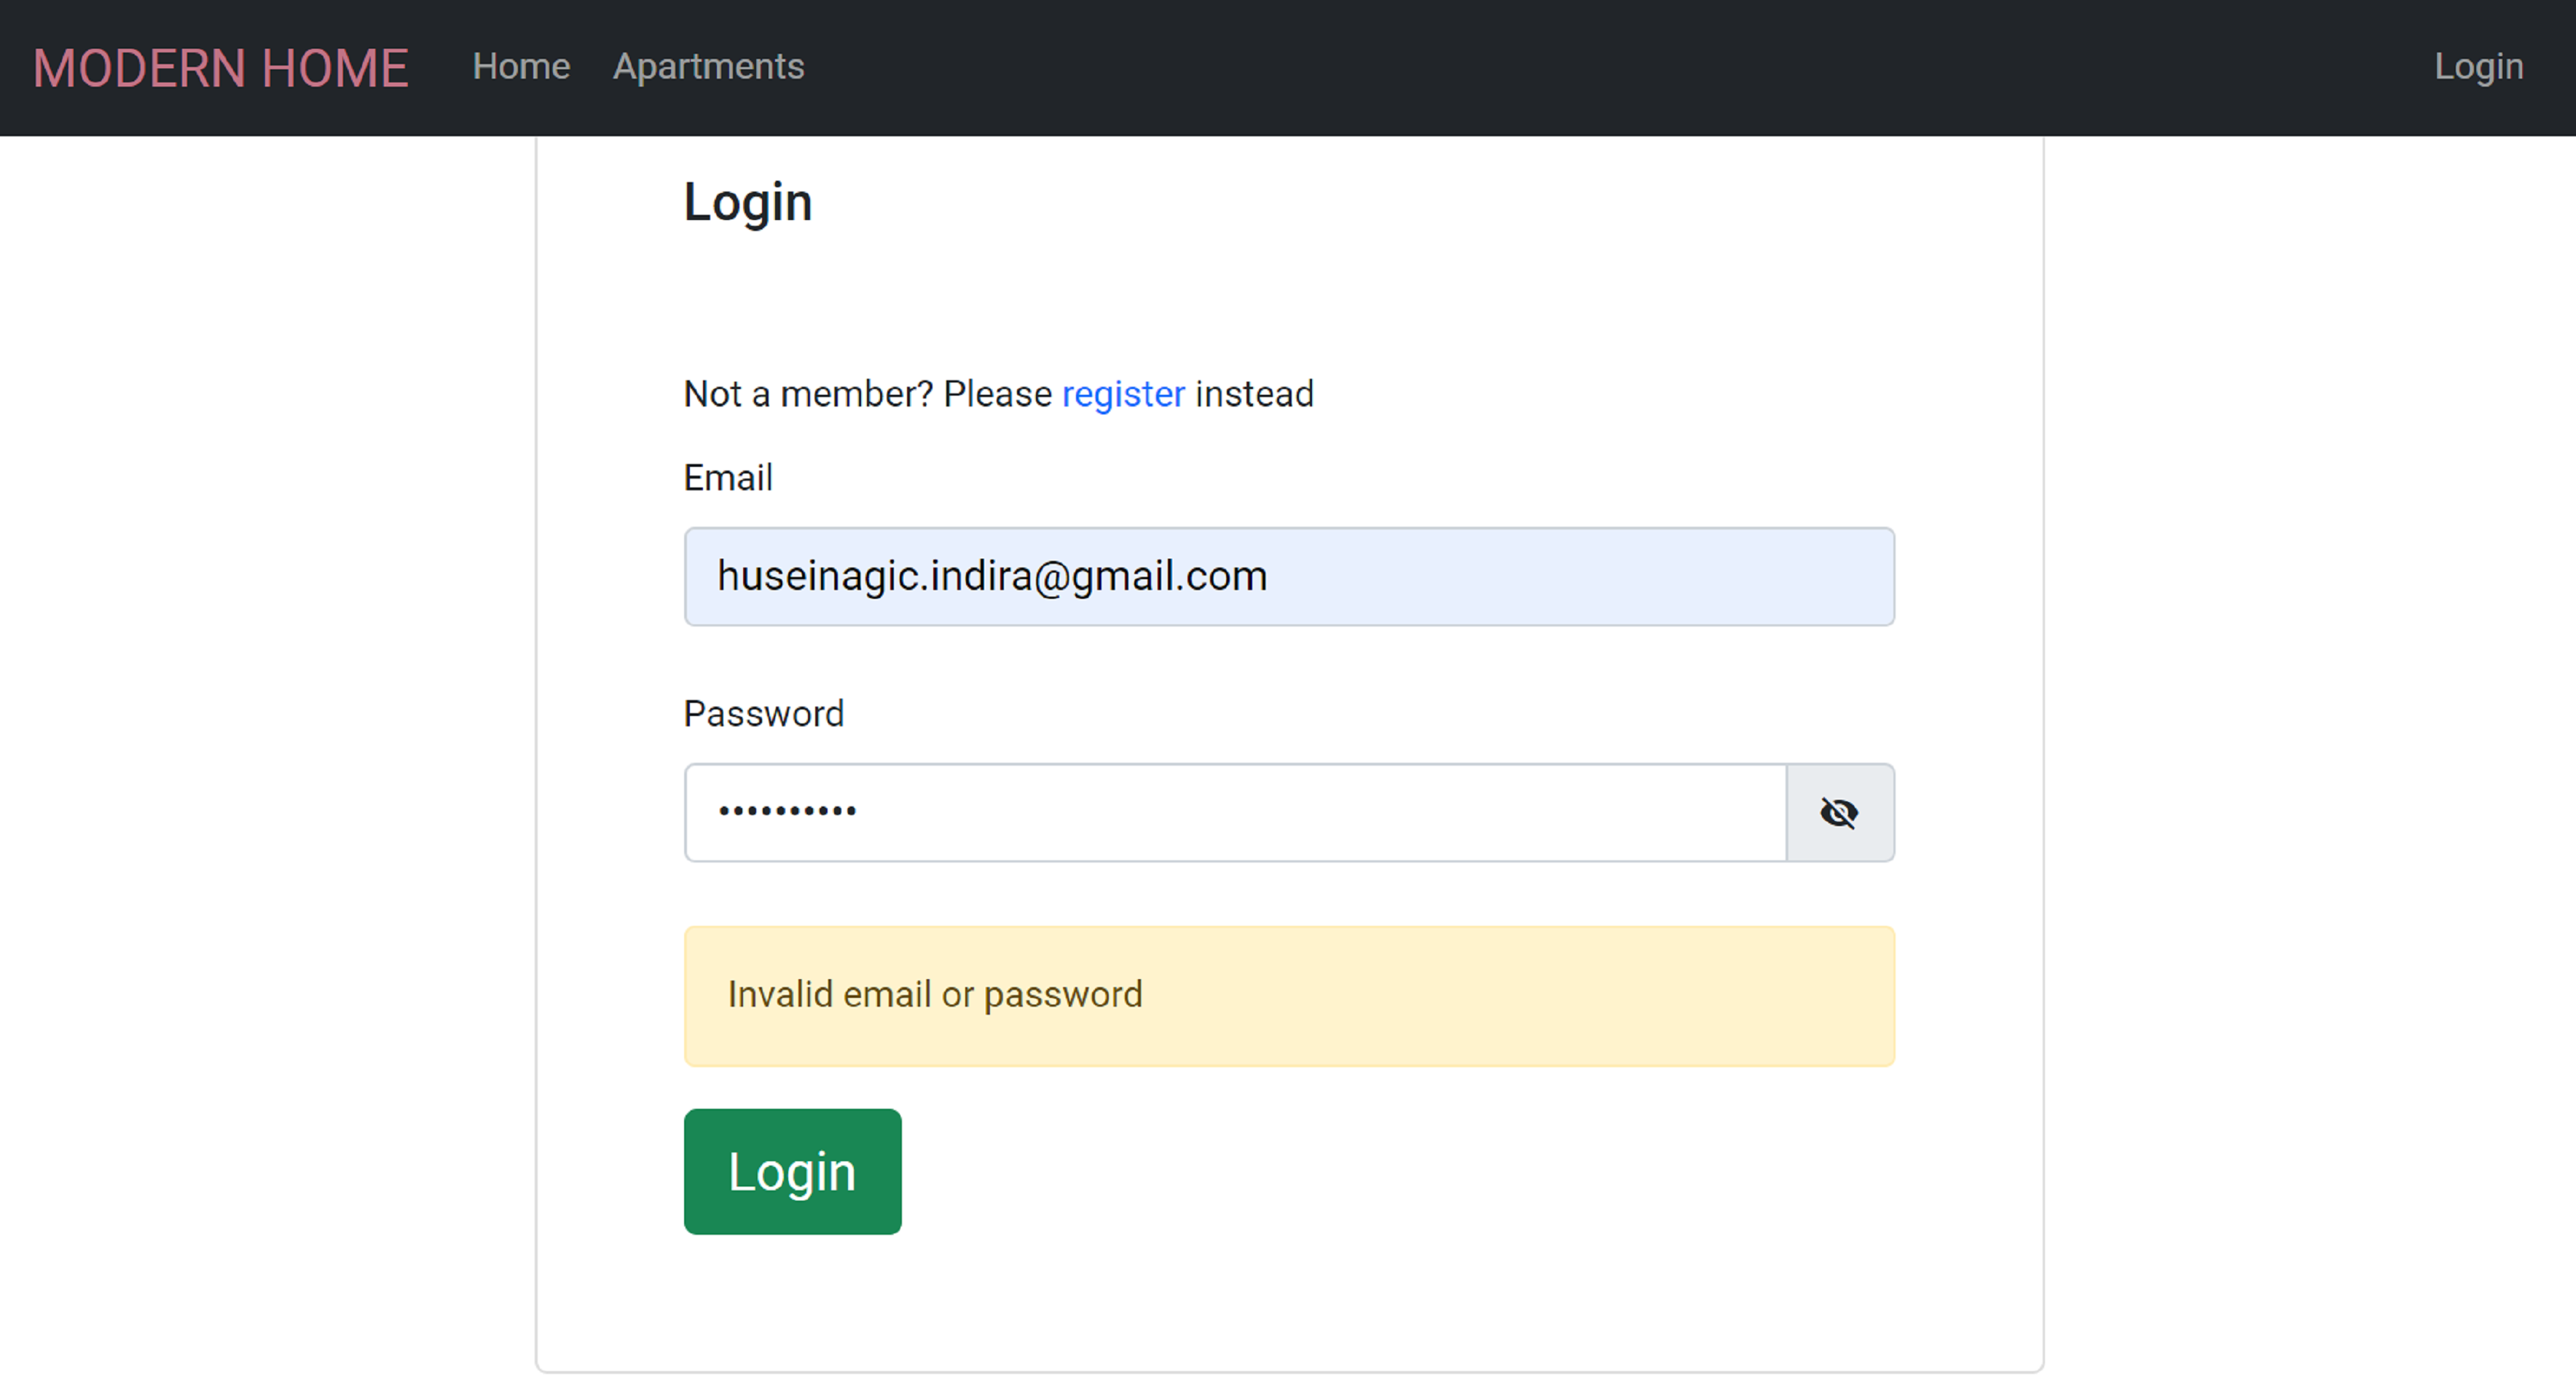 MODERN HOME Home Apartments Login
Login
Not a member? Please register instead
Email
huseinagic.indira@gmail.com
Password
••••••••••
Invalid email or password
Login